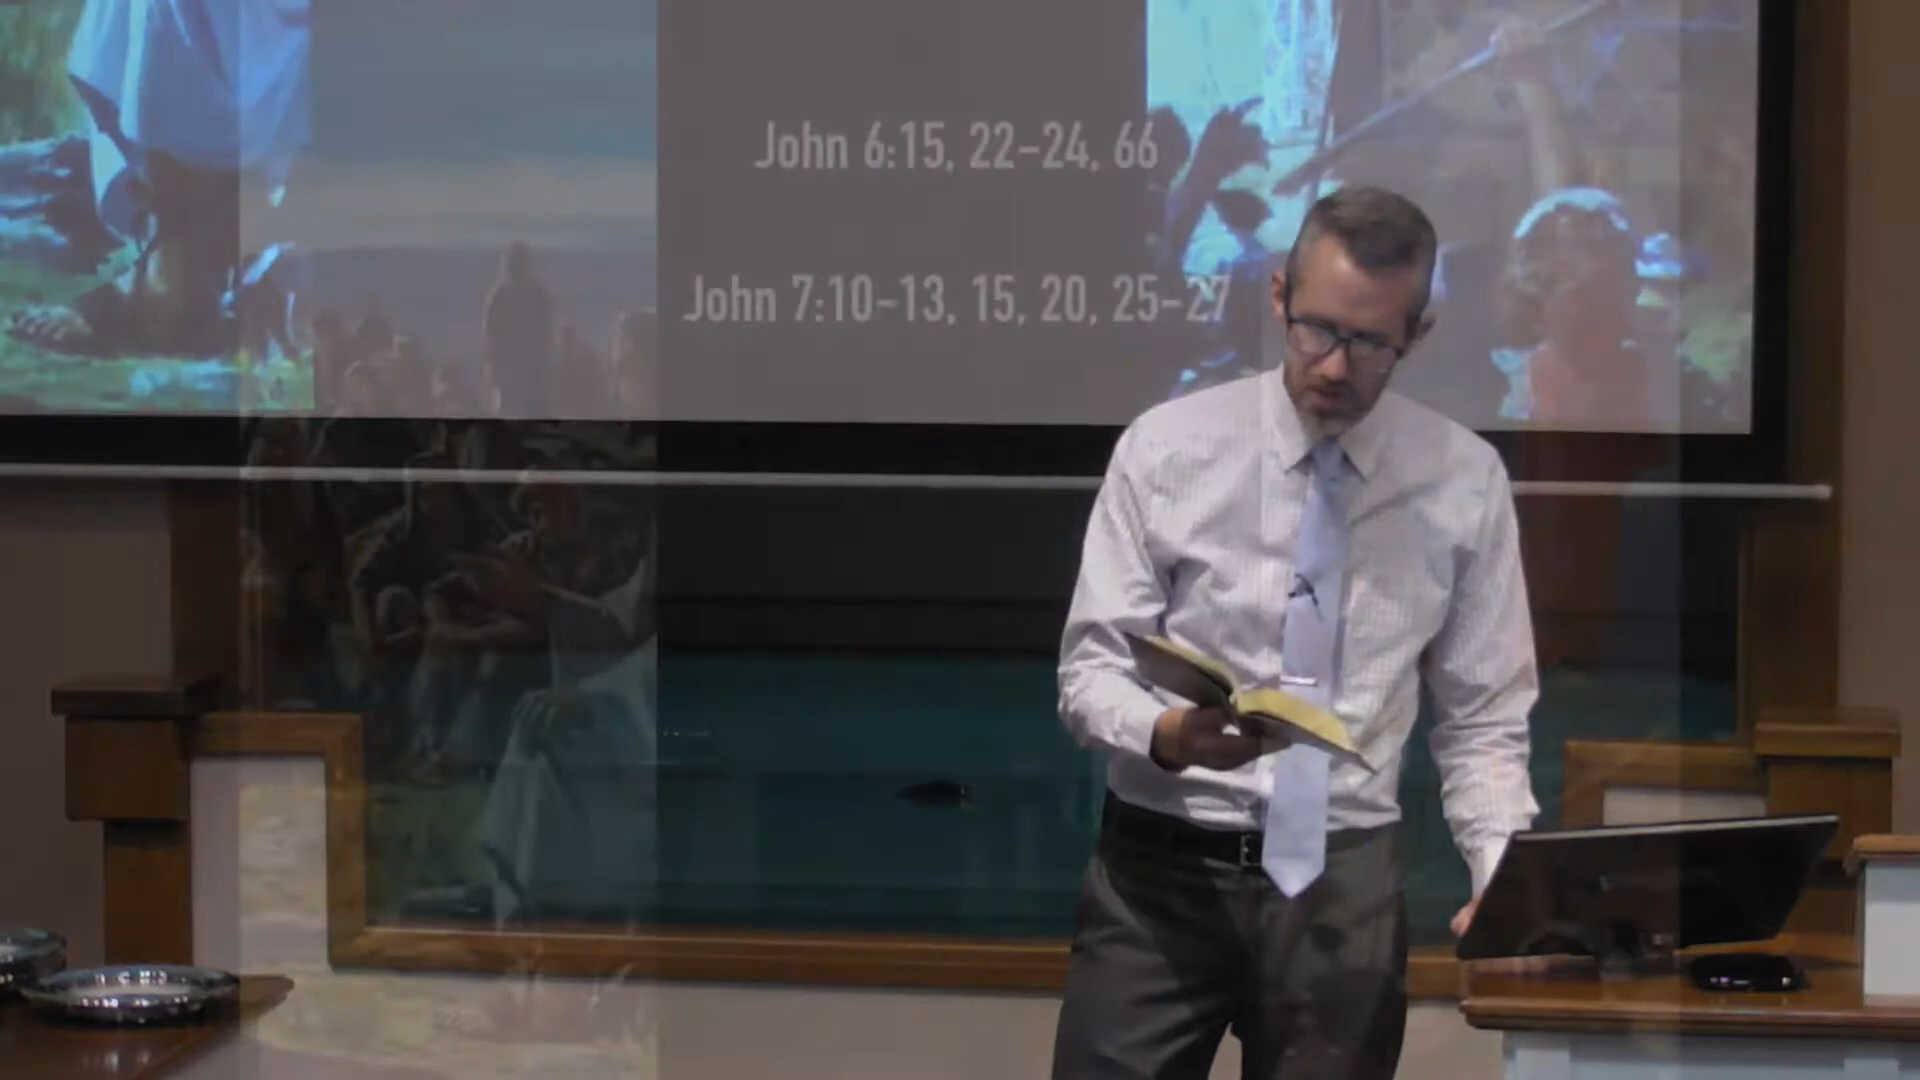 John 6:15, 22–24, 66
John 7:10–13, 15, 20, 25–27